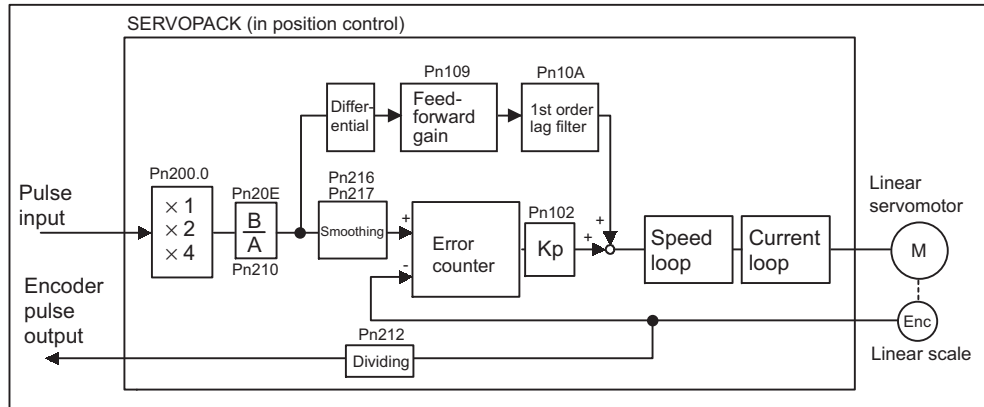 SERVOPACK (in position control)
Pn109
Pn10A
Differ-
ential
Feed-
forward
gain
1st order
lag filter
Pn200.0
Pn216
Pn217
Linear
servomotor
Pulse
input
× 1
× 2
× 4
Pn20E
B
A
Pn210
Smoothing
+
-
Error
counter
Pn102
Kp
+
+
Speed
loop
Current
loop
M
Encoder
pulse
output
Pn212
Dividing
Enc
Linear scale